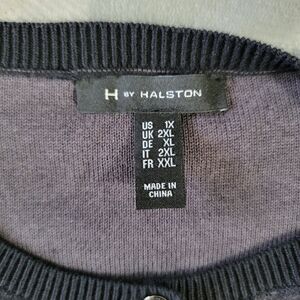 H BY HALSTON
US 1X
UK 2XL
DE XL
IT 2XL
FR XXL
MADE IN
CHINA